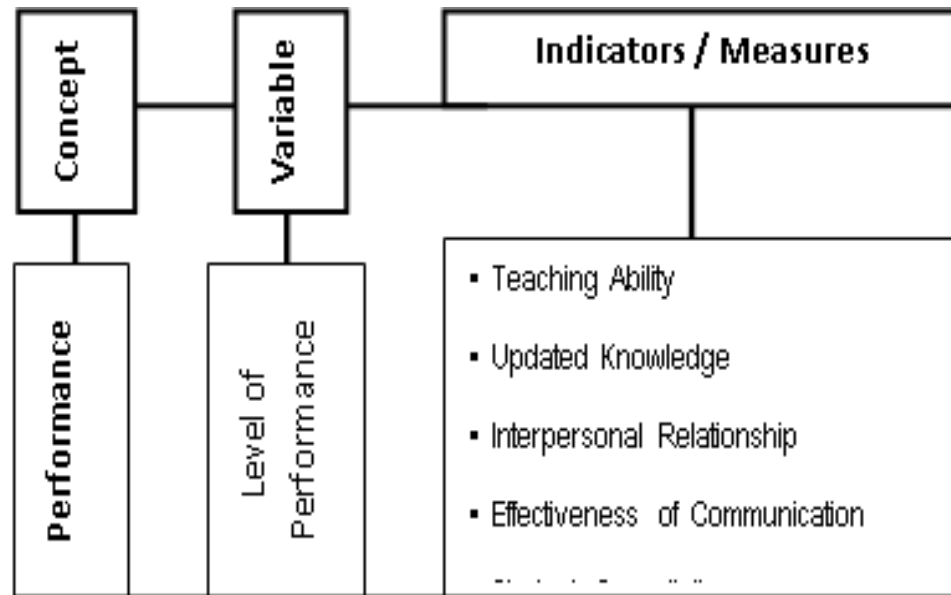 Concept
Variable
Indicators / Measures
Performance
Level of
Performance
▪ Teaching Ability
▪ Updated Knowledge
▪ Interpersonal Relationship
▪ Effectiveness of Communication